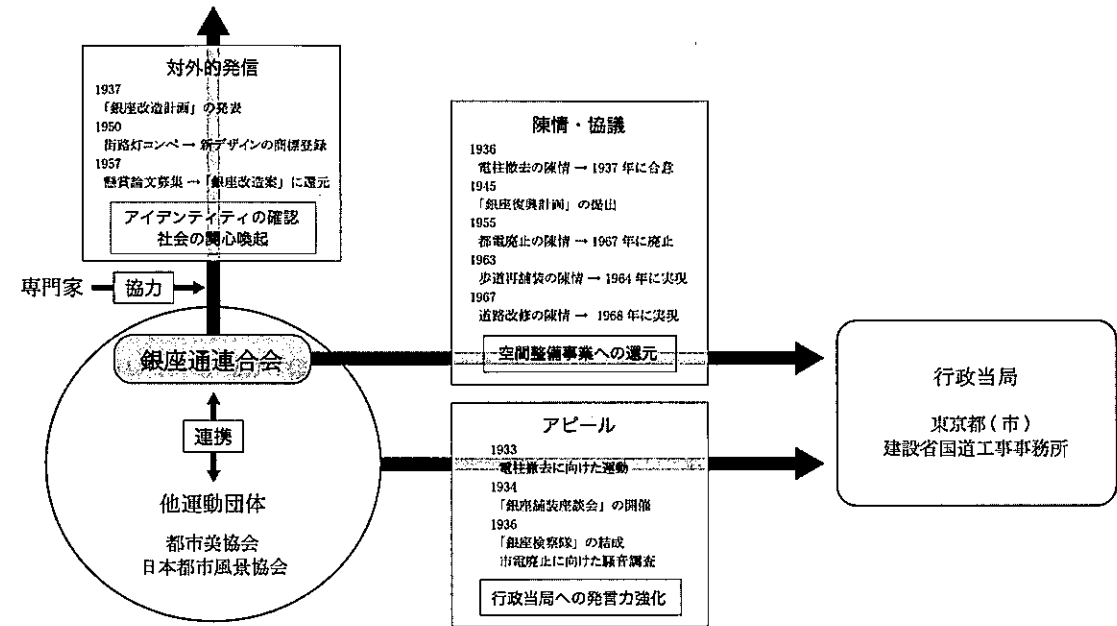 対外的発信
1937
「銀座改造計画」の発表
1950
街路灯コンペ → 新デザインの商標登録
1957
懸賞論文募集 → 「銀座改造案」に還元
アイデンティティの確認
社会の関心喚起
専門家
協力
銀座通連合会
連携
他運動団体
都市美協会
日本都市風景協会
陳情・協議
1936
電柱撤去の陳情 → 1937 年に合意
1945
「銀座復興計画」の提出
1955
都電廃止の陳情 → 1967 年に廃止
1963
歩道再舗装の陳情 → 1964 年に実現
1967
道路改修の陳情 → 1968 年に実現
空間整備事業への還元
アピール
1933
電柱撤去に向けた運動
1934
「銀座舗装座談会」の開催
1936
「銀座検察隊」の結成
市電廃止に向けた騒音調査
行政当局への発言力強化
行政当局
東京都 ( 市 )
建設省国道工事事務所